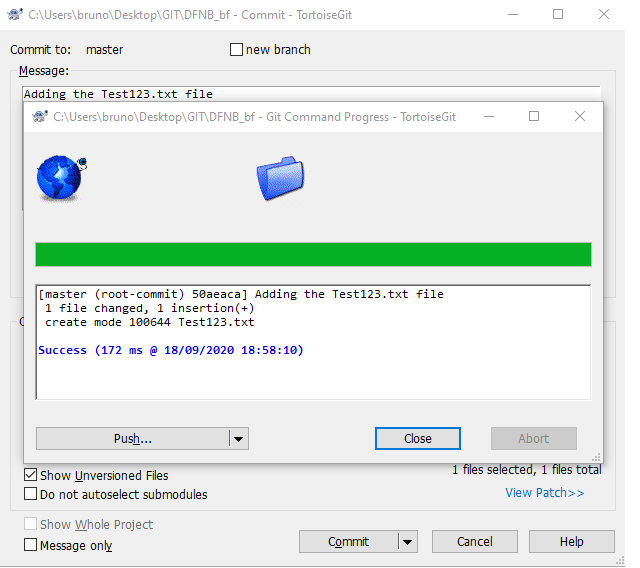 C:\Users\bruno\Desktop\GIT\DFNB_bf - Commit - TortoiseGit
Commit to: master new branch
Message:
Adding the Test123.txt file
C:\Users\bruno\Desktop\GIT\DFNB_bf - Git Command Progress - TortoiseGit
[master (root-commit) 50aeaca] Adding the Test123.txt file
1 file changed, 1 insertion(+)
create mode 100644 Test123.txt
Success (172 ms @ 18/09/2020 18:58:10)
Push... Close Abort
1 files selected, 1 files total
Show Unversioned Files
Do not autoselect submodules
View Patch>>
Show Whole Project
Message only
Commit Cancel Help